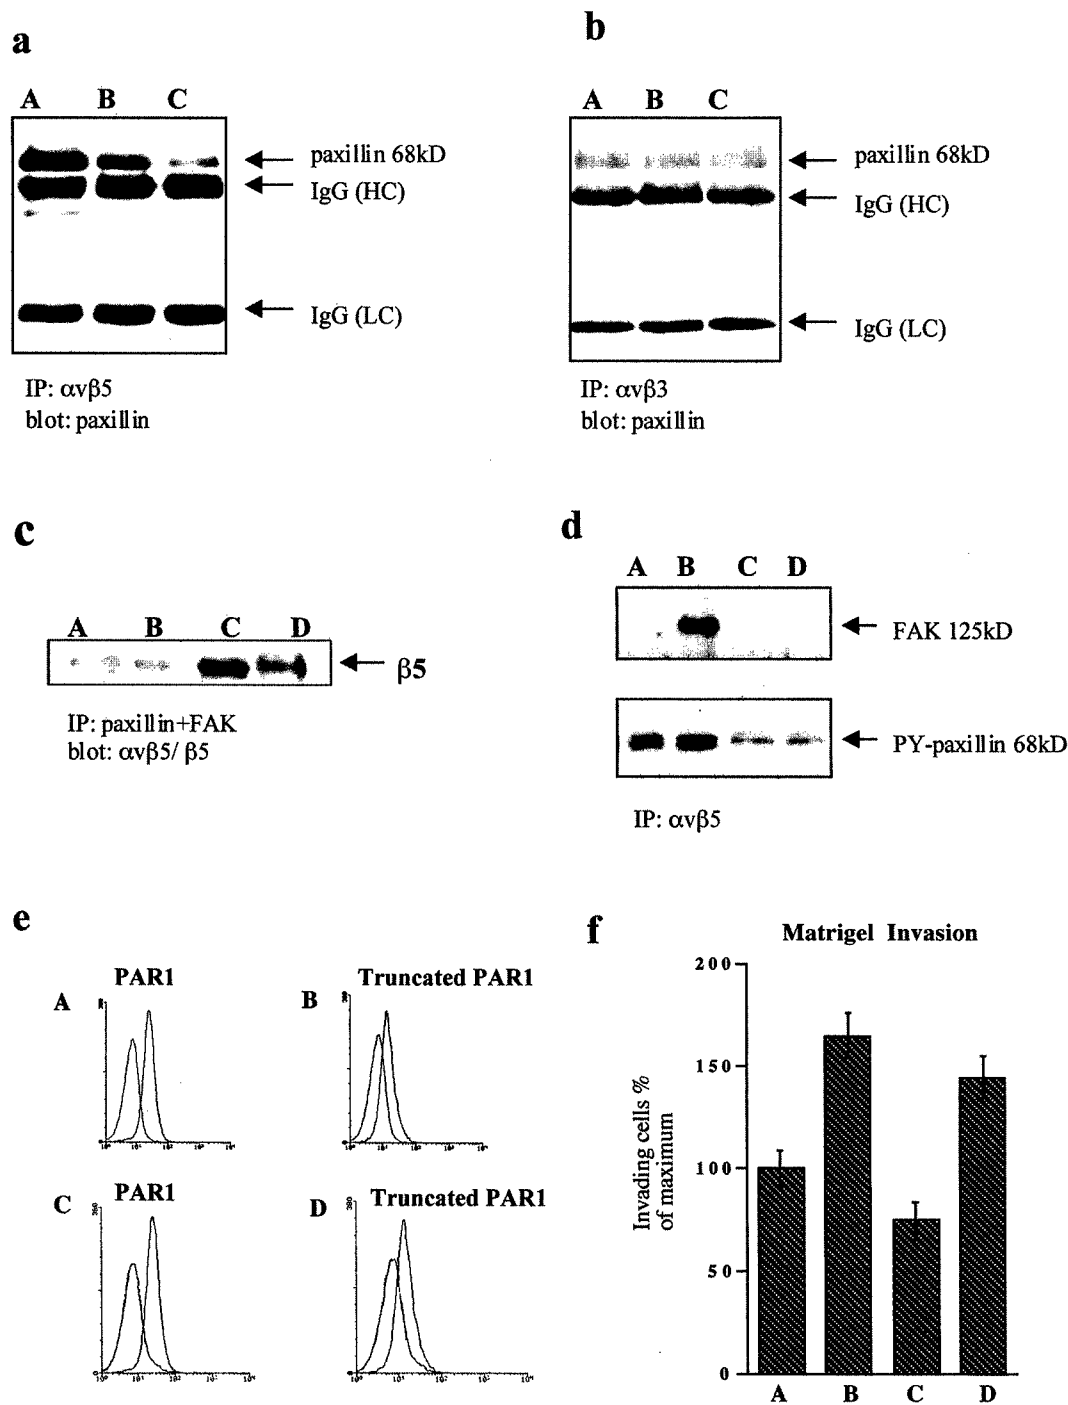 a
A B C
paxillin 68kD
IgG (HC)
IgG (LC)
IP: αvβ5
blot: paxillin
b
A B C
paxillin 68kD
IgG (HC)
IgG (LC)
IP: αvβ3
blot: paxillin
c
A B C D
β5
IP: paxillin+FAK
blot: αvβ5/ β5
d
A B C D
FAK 125kD
PY-paxillin 68kD
IP: αvβ5
e
A
PAR1
B
Truncated PAR1
C
PAR1
D
Truncated PAR1
f
Matrigel Invasion
Invading cells %
of maximum
200
150
100
50
0
A B C D